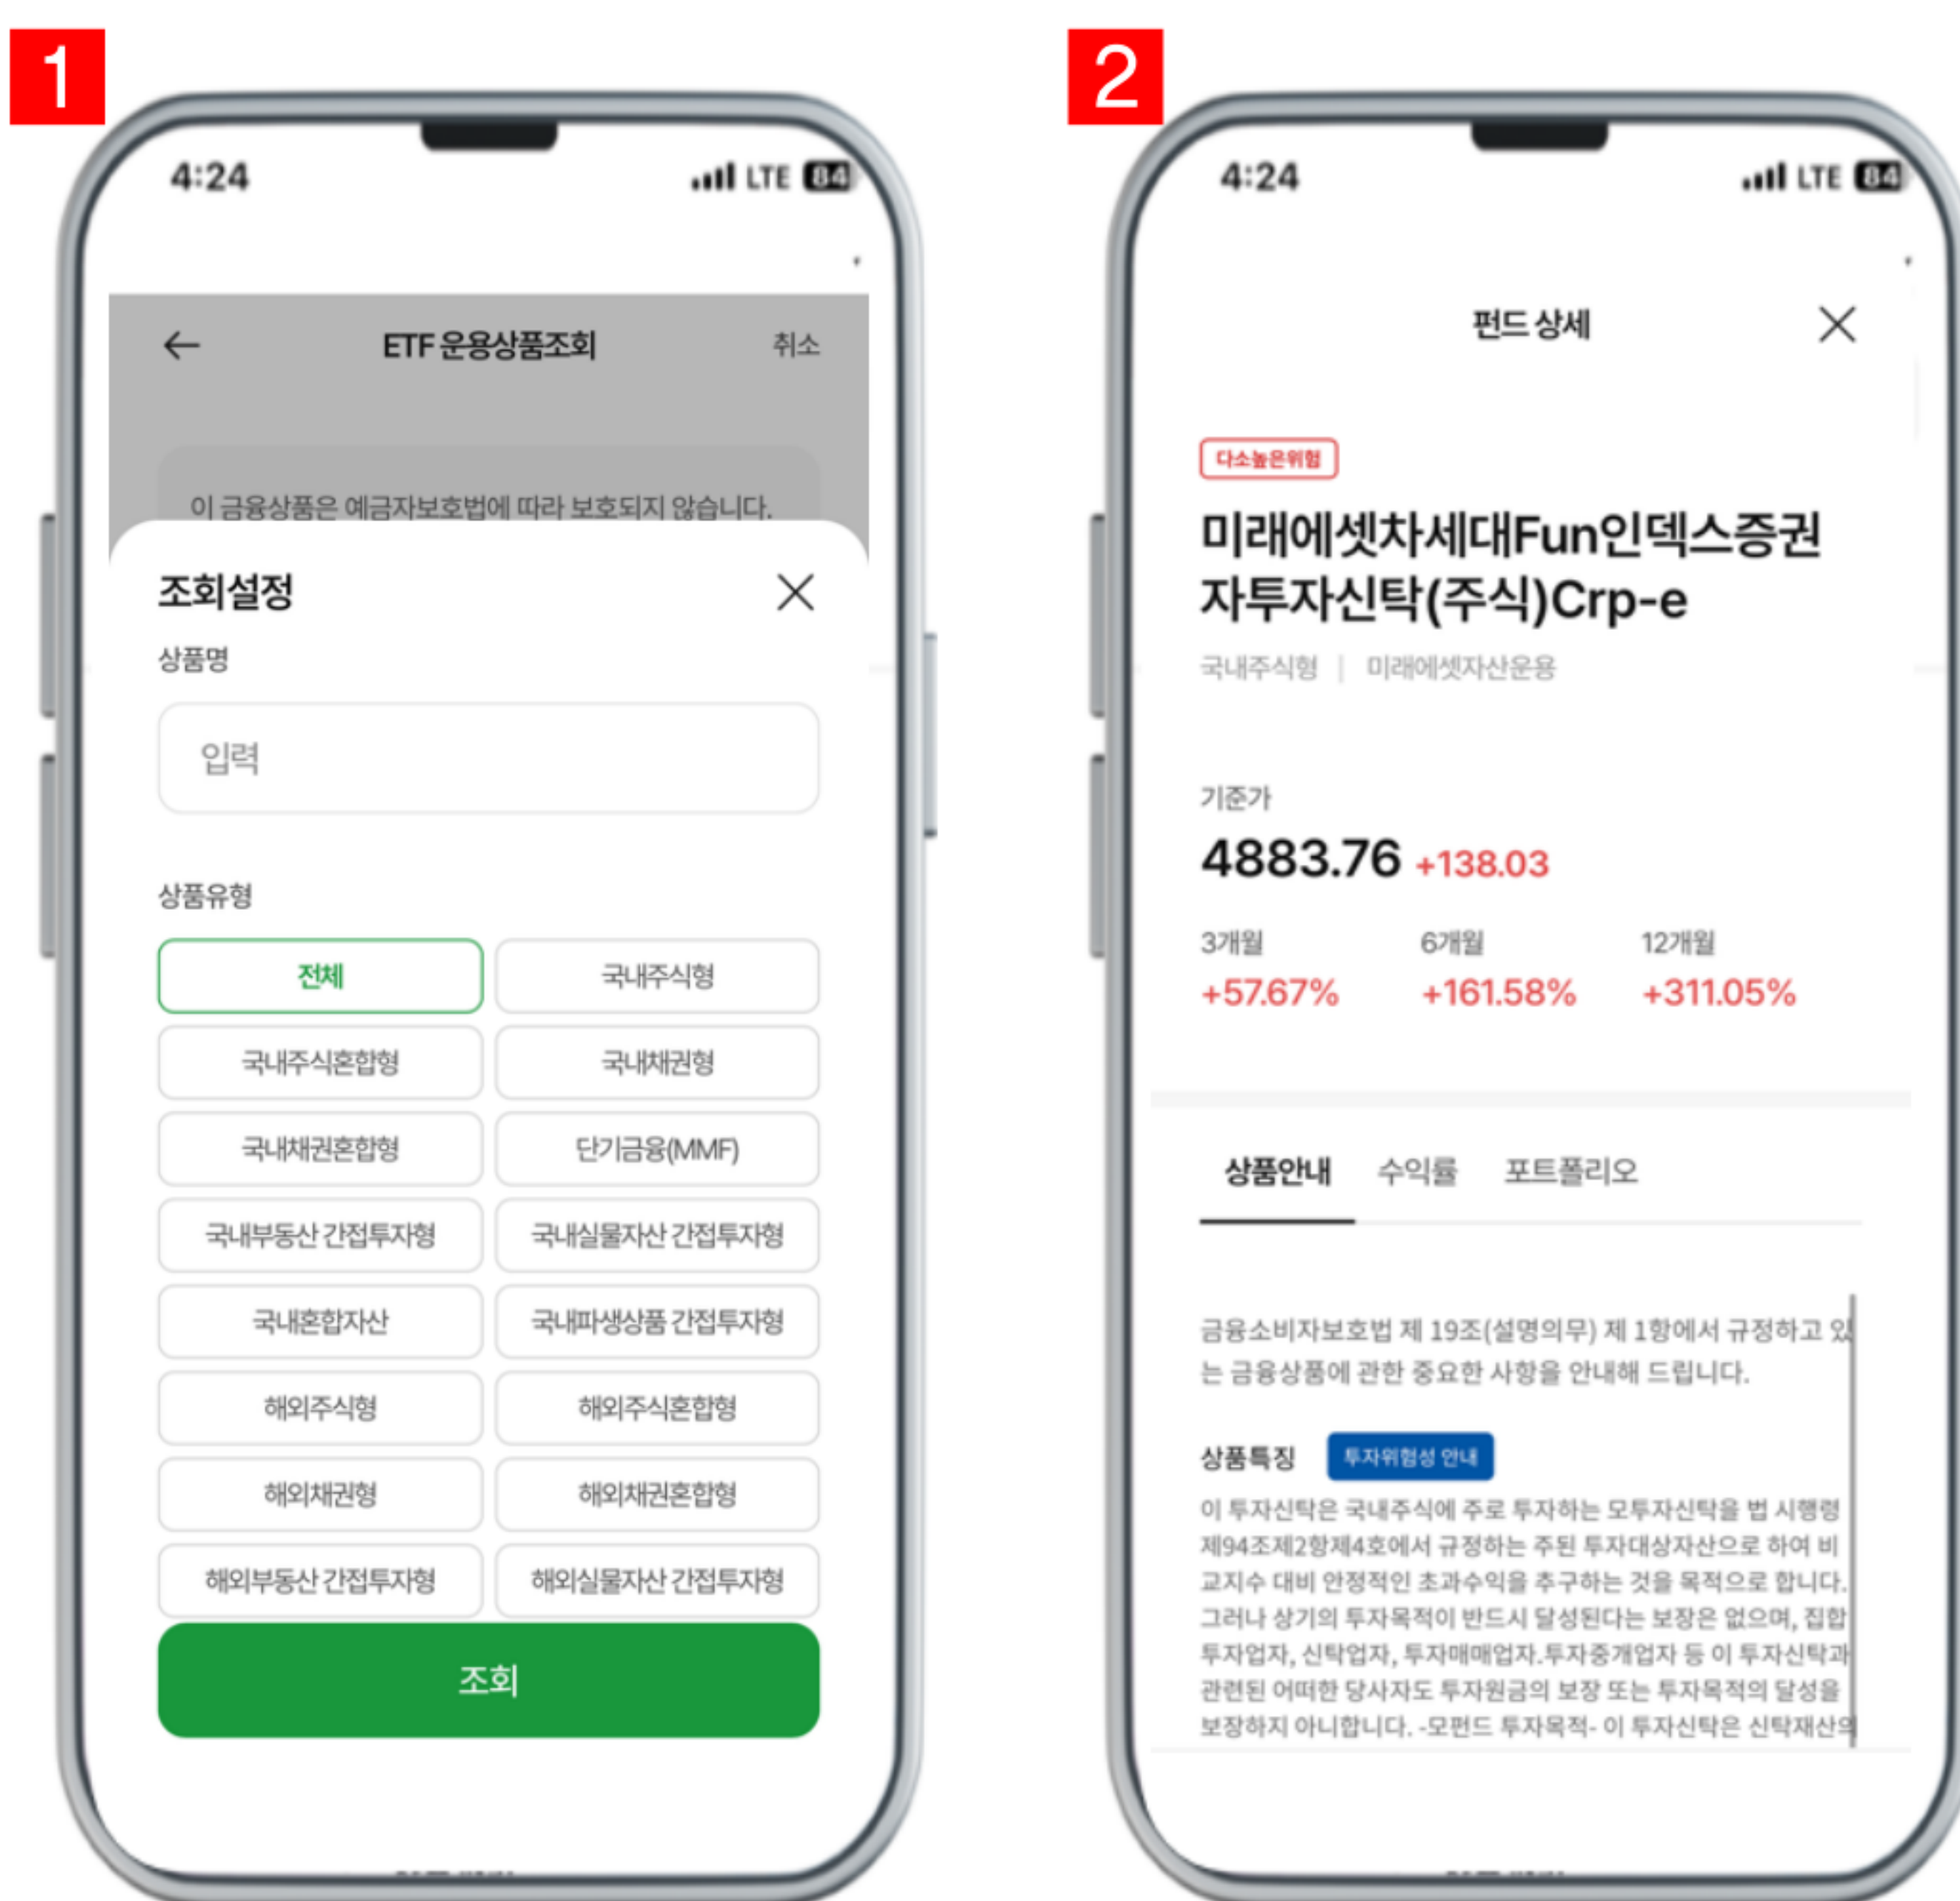 1
4:24
LTE 84
ETF 운용상품조회
취소
이 금융상품은 예금자보호법에 따라 보호되지 않습니다.
조회설정
상품명
입력
상품유형
전체
국내주식형
국내주식혼합형
국내채권형
국내채권혼합형
단기금융(MMF)
국내부동산 간접투자형
국내실물자산 간접투자형
국내혼합자산
국내파생상품 간접투자형
해외주식형
해외주식혼합형
해외채권형
해외채권혼합형
해외부동산 간접투자형
해외실물자산 간접투자형
조회
2
4:24
LTE 84
펀드 상세
다소높은위험
미래에셋차세대Fun인덱스증권
자투자신탁(주식)Crp-e
국내주식형 | 미래에셋자산운용
기준가
4883.76 +138.03
3개월 6개월 12개월
+57.67% +161.58% +311.05%
상품안내 수익률 포트폴리오
금융소비자보호법 제 19조(설명의무) 제 1항에서 규정하고 있
는 금융상품에 관한 중요한 사항을 안내해 드립니다.
상품특징 투자위험성 안내
이 투자신탁은 국내주식에 주로 투자하는 모투자신탁을 법 시행령
제94조제2항제4호에서 규정하는 주된 투자대상자산으로 하여 비
교지수 대비 안정적인 초과수익을 추구하는 것을 목적으로 합니다.
그러나 상기의 투자목적이 반드시 달성된다는 보장은 없으며, 집합
투자업자, 신탁업자, 투자매매업자.투자중개업자 등 이 투자신탁과
관련된 어떠한 당사자도 투자원금의 보장 또는 투자목적의 달성을
보장하지 아니합니다. -모펀드 투자목적- 이 투자신탁은 신탁재산의